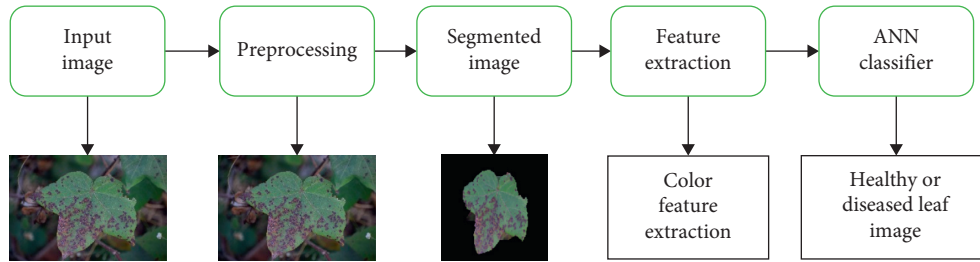 Input
image
Preprocessing
Segmented
image
Feature
extraction
ANN
classifier
Color
feature
extraction
Healthy or
diseased leaf
image